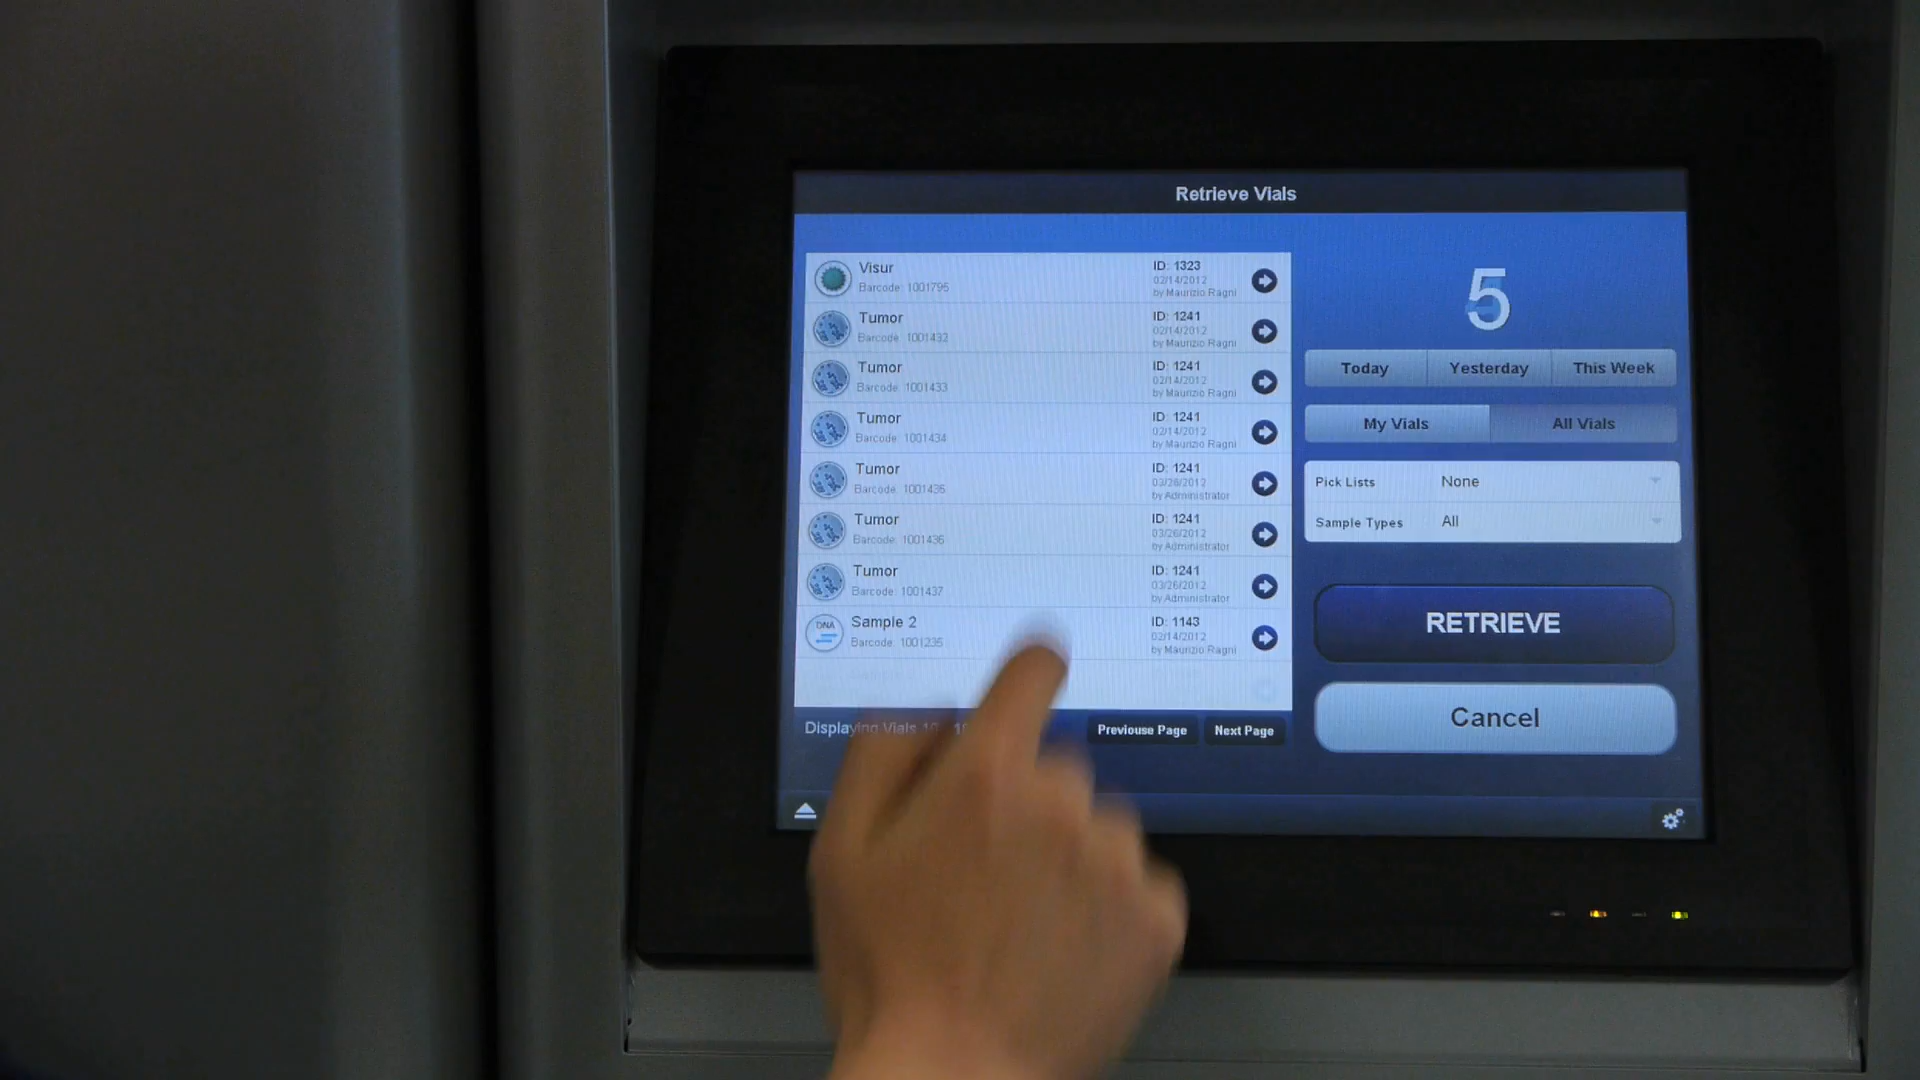 Retrieve Vials
Visur
Barcode: 1001795
ID: 1323
02/14/2012
by Maurizio Ragni
Tumor
Barcode: 1001432
ID: 1241
02/14/2012
by Maurizio Ragni
Tumor
Barcode: 1001433
ID: 1241
02/14/2012
by Maurizio Ragni
Tumor
Barcode: 1001434
ID: 1241
02/14/2012
by Maurizio Ragni
Tumor
Barcode: 1001435
ID: 1241
03/26/2012
by Administrator
Tumor
Barcode: 1001436
ID: 1241
03/26/2012
by Administrator
Tumor
Barcode: 1001437
ID: 1241
03/26/2012
by Administrator
DNA
Sample 2
Barcode: 1001235
ID: 1143
02/14/2012
by Maurizio Ragni
Displaying Vials
Previouse Page
Next Page
5
Today
Yesterday
This Week
My Vials
All Vials
Pick Lists
None
Sample Types
All
RETRIEVE
Cancel